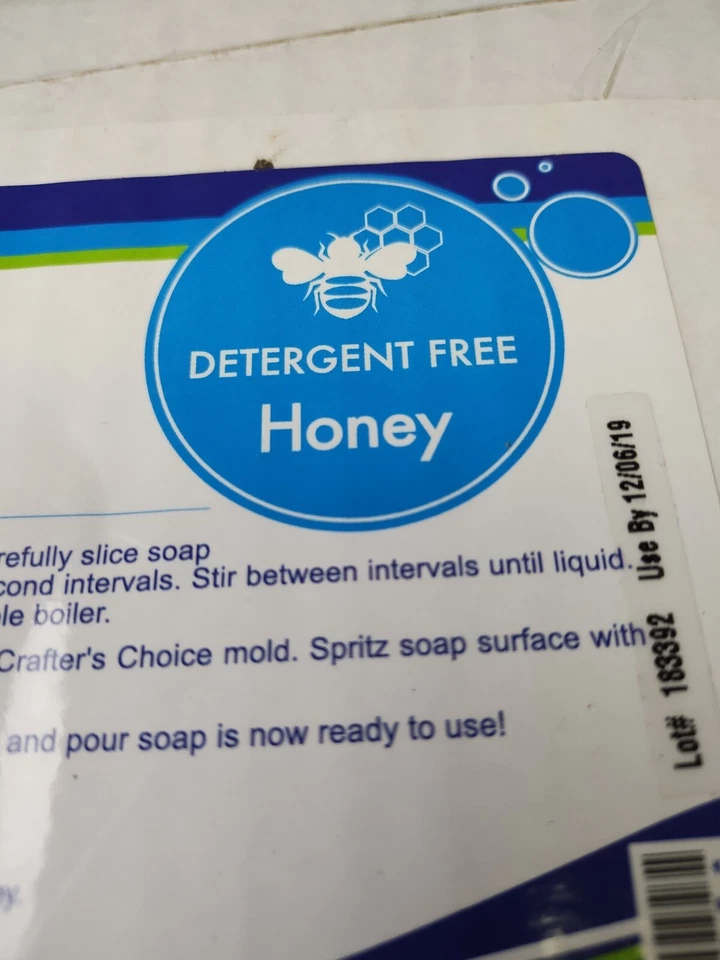 DETERGENT FREE
Honey
refully slice soap
cond intervals. Stir between intervals until liquid.
le boiler.
Crafter's Choice mold. Spritz soap surface with
and pour soap is now ready to use!
ey.
Lot# 183392 Use By 12/06/19